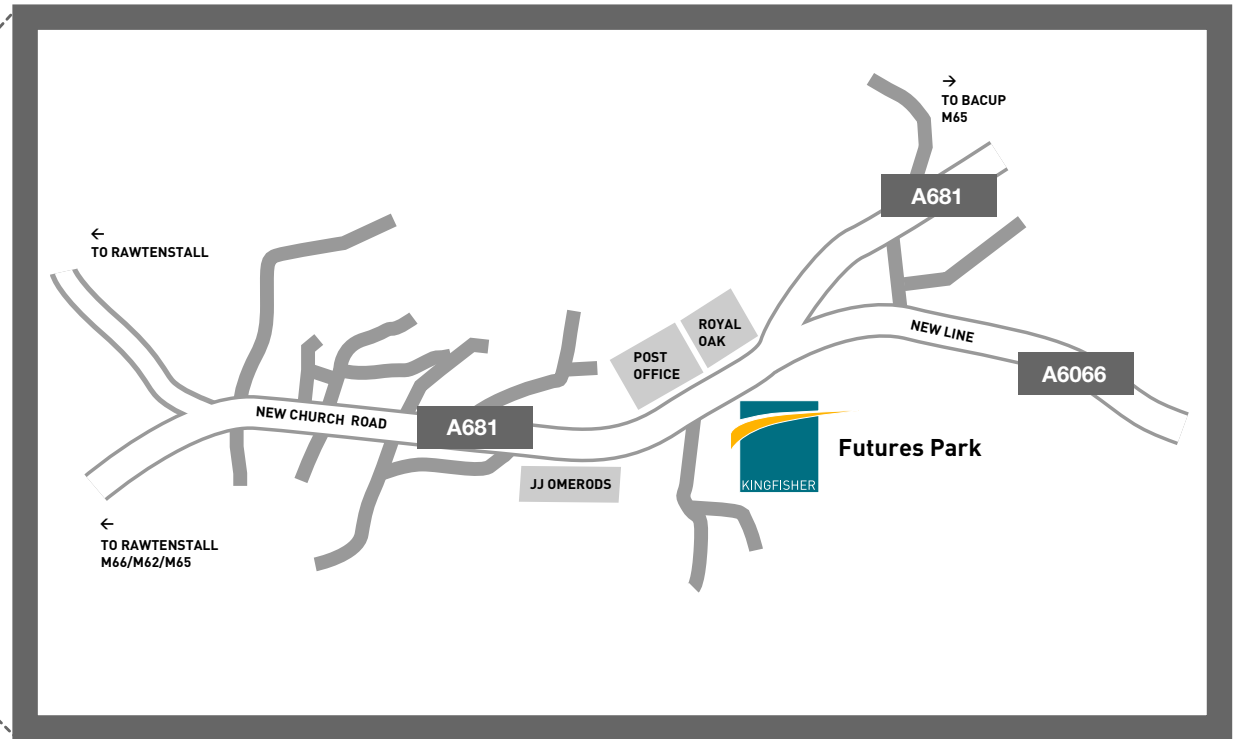 →
TO BACUP
M65
A681
←
TO RAWTENSTALL
ROYAL
OAK
POST
OFFICE
NEW LINE
A6066
NEW CHURCH ROAD
A681
Futures Park
KINGFISHER
JJ OMERODS
←
TO RAWTENSTALL
M66/M62/M65